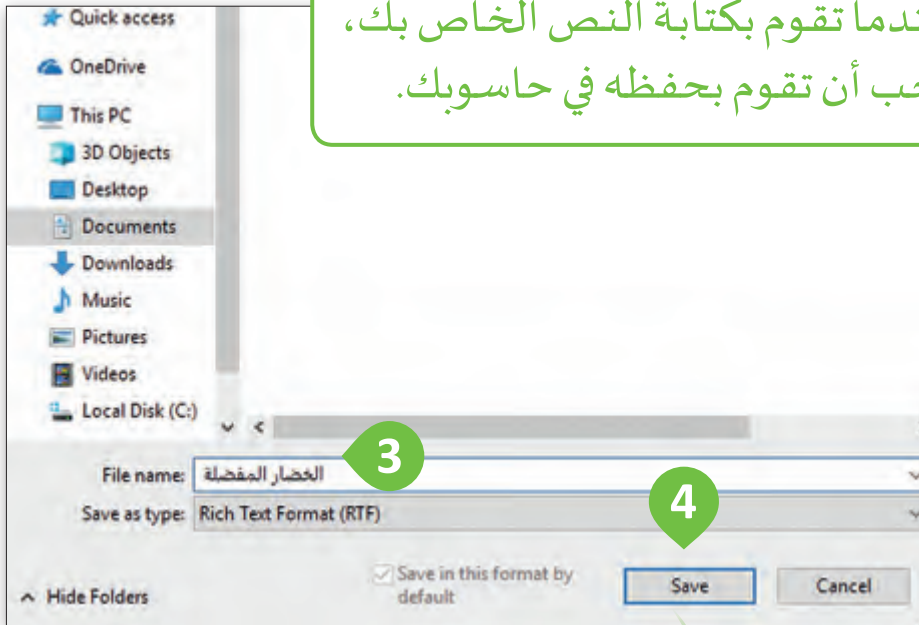 ندما تقوم بكتابة النص الخاص بك،
جب أن تقوم بحفظه في حاسوبك.
Quick access
OneDrive
This PC
3D Objects
Desktop
Documents
Downloads
Music
Pictures
Videos
Local Disk (C:)
3
File name: الخضار المفضلة
4
Save as type: Rich Text Format (RTF)
Save in this format by default
Hide Folders
Save
Cancel